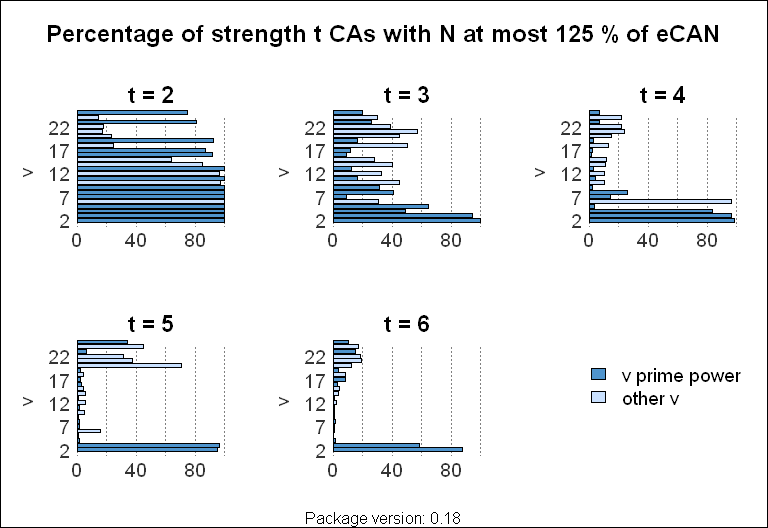 Percentage of strength t CAs with N at most 125 % of eCAN
t = 2
t = 3
t = 4
22
17
12
7
2
v
0 40 80
22
17
12
7
2
v
0 40 80
22
17
12
7
2
v
0 40 80
t = 5
t = 6
22
17
12
7
2
v
0 40 80
22
17
12
7
2
v
0 40 80
v prime power
other v
Package version: 0.18